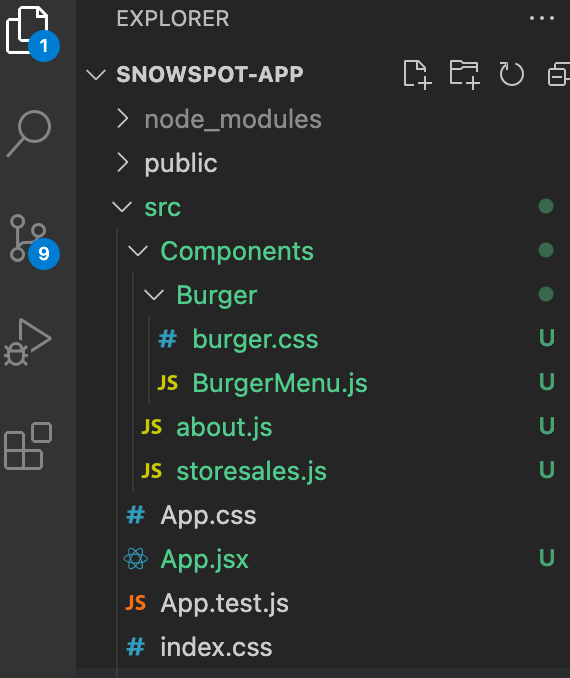 EXPLORER
1
SNOWSPOT-APP
node_modules
public
src
9
Components
Burger
# burger.css U
JS BurgerMenu.js U
JS about.js U
JS storesales.js U
# App.css
App.jsx U
JS App.test.js
# index.css